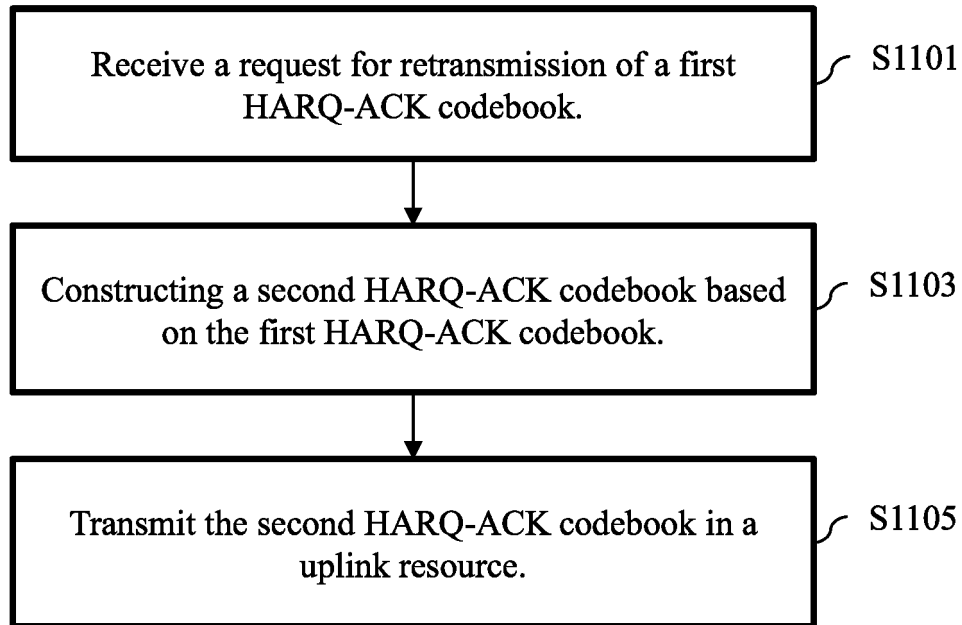 Receive a request for retransmission of a first
HARQ-ACK codebook.
S1101
Constructing a second HARQ-ACK codebook based
on the first HARQ-ACK codebook.
S1103
Transmit the second HARQ-ACK codebook in a
uplink resource.
S1105